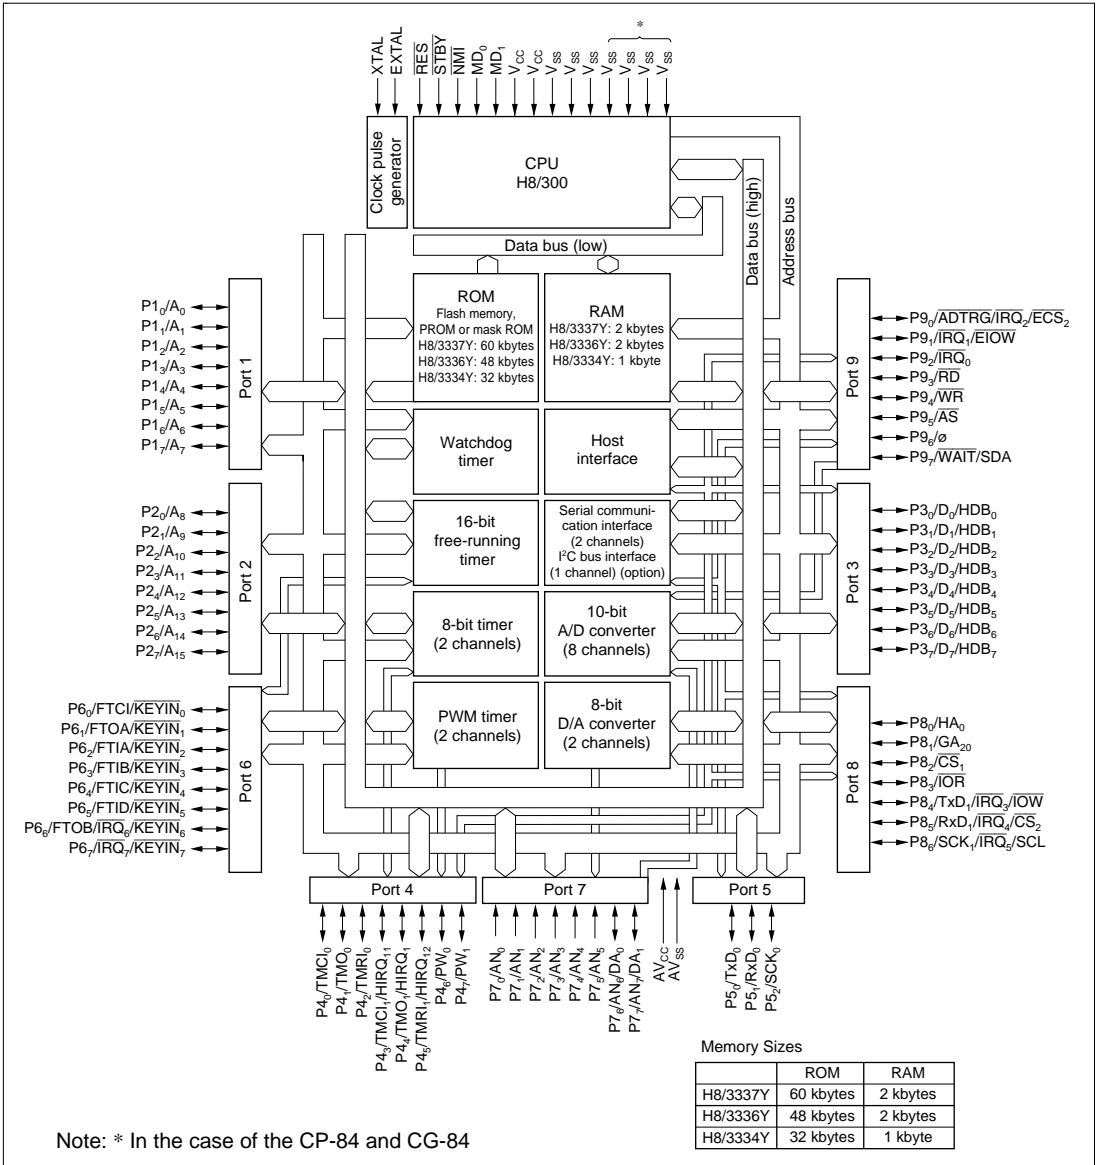 *
XTAL
EXTAL
RES
STBY
NMI
MD0
MD1
VCC
VCC
VSS
VSS
VSS
VSS
VSS
VSS
VSS
Clock pulse
generator
CPU
H8/300
Data bus (low)
Data bus (high)
Address bus
ROM
Flash memory,
PROM or mask ROM
H8/3337Y: 60 kbytes
H8/3336Y: 48 kbytes
H8/3334Y: 32 kbytes
RAM
H8/3337Y: 2 kbytes
H8/3336Y: 2 kbytes
H8/3334Y: 1 kbyte
Watchdog
timer
Host
interface
16-bit
free-running
timer
Serial communi-
cation interface
(2 channels)
I²C bus interface
(1 channel) (option)
8-bit timer
(2 channels)
10-bit
A/D converter
(8 channels)
PWM timer
(2 channels)
8-bit
D/A converter
(2 channels)
P10/A0
P11/A1
P12/A2
P13/A3
P14/A4
P15/A5
P16/A6
P17/A7
Port 1
P20/A8
P21/A9
P22/A10
P23/A11
P24/A12
P25/A13
P26/A14
P27/A15
Port 2
P60/FTCI/KEYIN0
P61/FTOA/KEYIN1
P62/FTIA/KEYIN2
P63/FTIB/KEYIN3
P64/FTIC/KEYIN4
P65/FTID/KEYIN5
P66/FTOB/IRQ6/KEYIN6
P67/IRQ7/KEYIN7
Port 6
Port 9
P90/ADTRG/IRQ2/ECS2
P91/IRQ1/EIOW
P92/IRQ0
P93/RD
P94/WR
P95/AS
P96/ø
P97/WAIT/SDA
Port 3
P30/D0/HDB0
P31/D1/HDB1
P32/D2/HDB2
P33/D3/HDB3
P34/D4/HDB4
P35/D5/HDB5
P36/D6/HDB6
P37/D7/HDB7
Port 8
P80/HA0
P81/GA20
P82/CS1
P83/IOR
P84/TxD1/IRQ3/IOW
P85/RxD1/IRQ4/CS2
P86/SCK1/IRQ5/SCL
Port 4
P40/TMCI0
P41/TMO0
P42/TMRI0
P43/TMCI1/HIRQ11
P44/TMO1/HIRQ1
P45/TMRI1/HIRQ12
P46/PW0
P47/PW1
Port 7
P70/AN0
P71/AN1
P72/AN2
P73/AN3
P74/AN4
P75/AN5
P76/AN6/DA0
P77/AN7/DA1
AVCC
AVSS
Port 5
P50/TxD0
P51/RxD0
P52/SCK0
Memory Sizes
ROM RAM
H8/3337Y 60 kbytes 2 kbytes
H8/3336Y 48 kbytes 2 kbytes
H8/3334Y 32 kbytes 1 kbyte
Note: * In the case of the CP-84 and CG-84